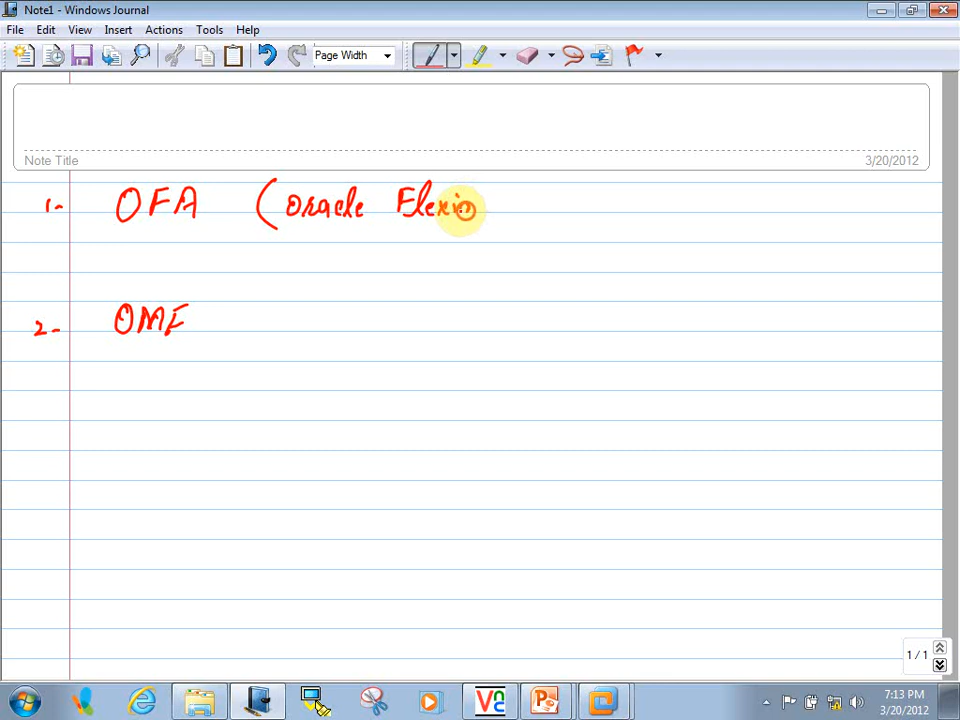 Note1 - Windows Journal
File Edit View Insert Actions Tools Help
Page Width
Note Title
3/20/2012
1- OFA (Oracle Flexi
2- OMF
1 / 1
7:13 PM
3/20/2012